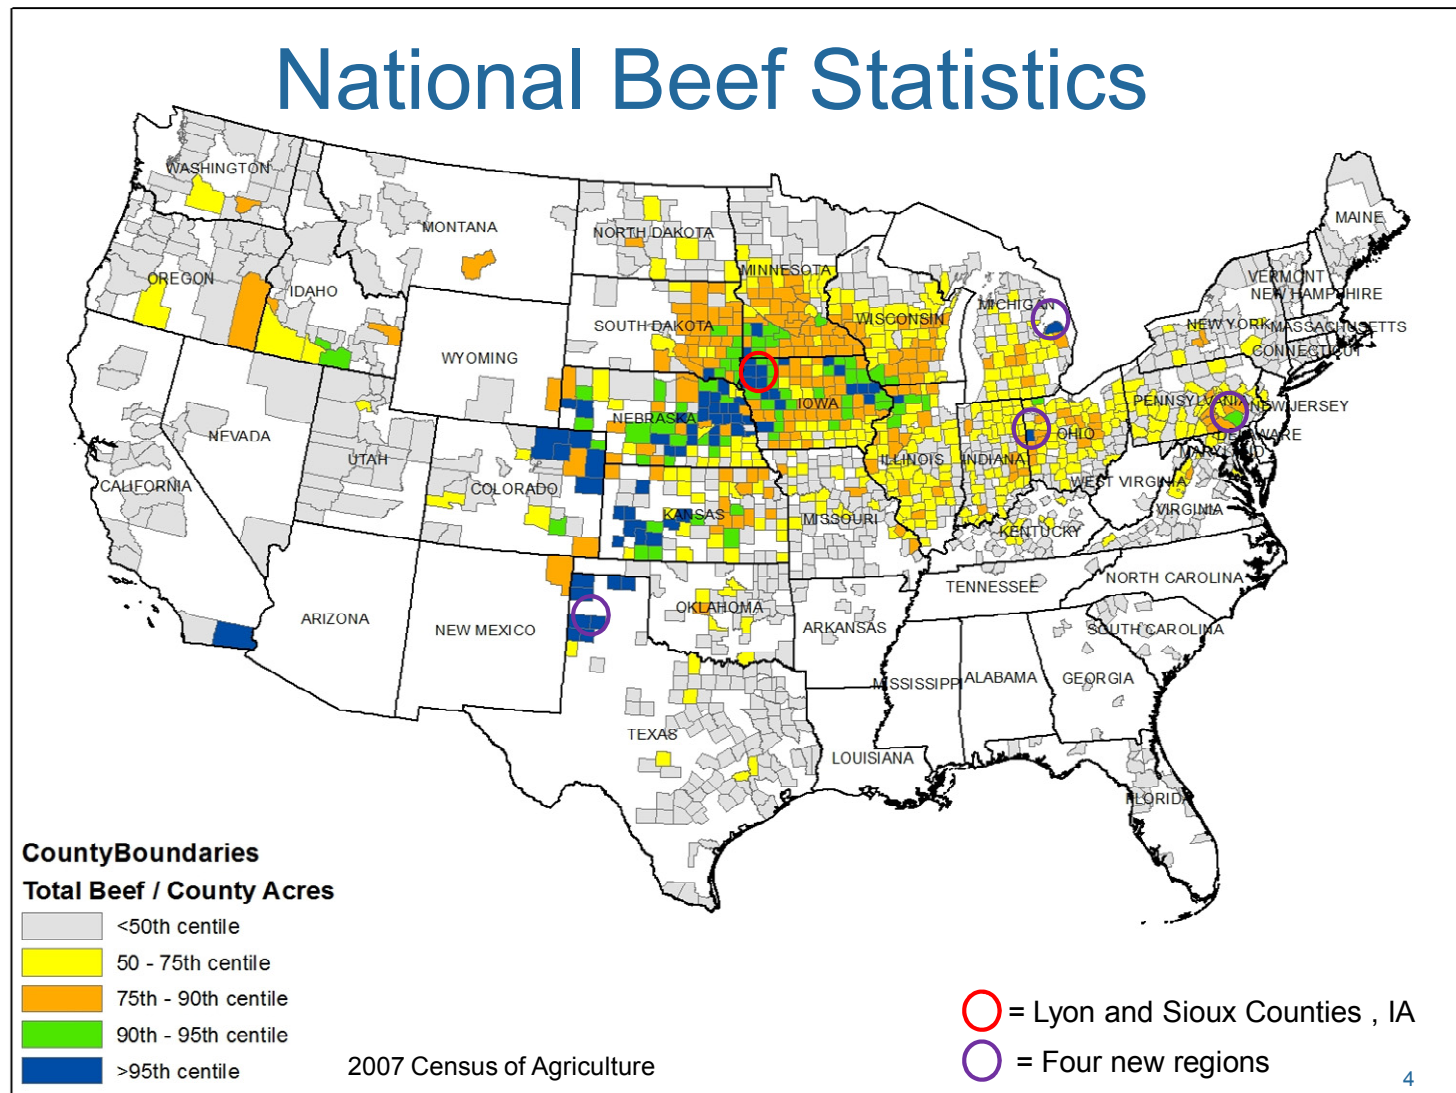 National Beef Statistics
WASHINGTON
MONTANA
NORTH DAKOTA
MINNESOTA
MAINE
OREGON
IDAHO
SOUTH DAKOTA
WISCONSIN
MICHIGAN
VERMONT
NEW HAMPSHIRE
NEW YORK
MASSACHUSETTS
CONNECTICUT
WYOMING
NEBRASKA
IOWA
PENNSYLVANIA
NEW JERSEY
NEVADA
UTAH
COLORADO
ILLINOIS
INDIANA
OHIO
DELAWARE
MARYLAND
CALIFORNIA
KANSAS
MISSOURI
WEST VIRGINIA
VIRGINIA
KENTUCKY
ARIZONA
NEW MEXICO
OKLAHOMA
ARKANSAS
TENNESSEE
NORTH CAROLINA
SOUTH CAROLINA
MISSISSIPPI
ALABAMA
GEORGIA
TEXAS
LOUISIANA
FLORIDA
CountyBoundaries
Total Beef / County Acres
<50th centile
50 - 75th centile
75th - 90th centile
90th - 95th centile
>95th centile
2007 Census of Agriculture
= Lyon and Sioux Counties , IA
= Four new regions
4